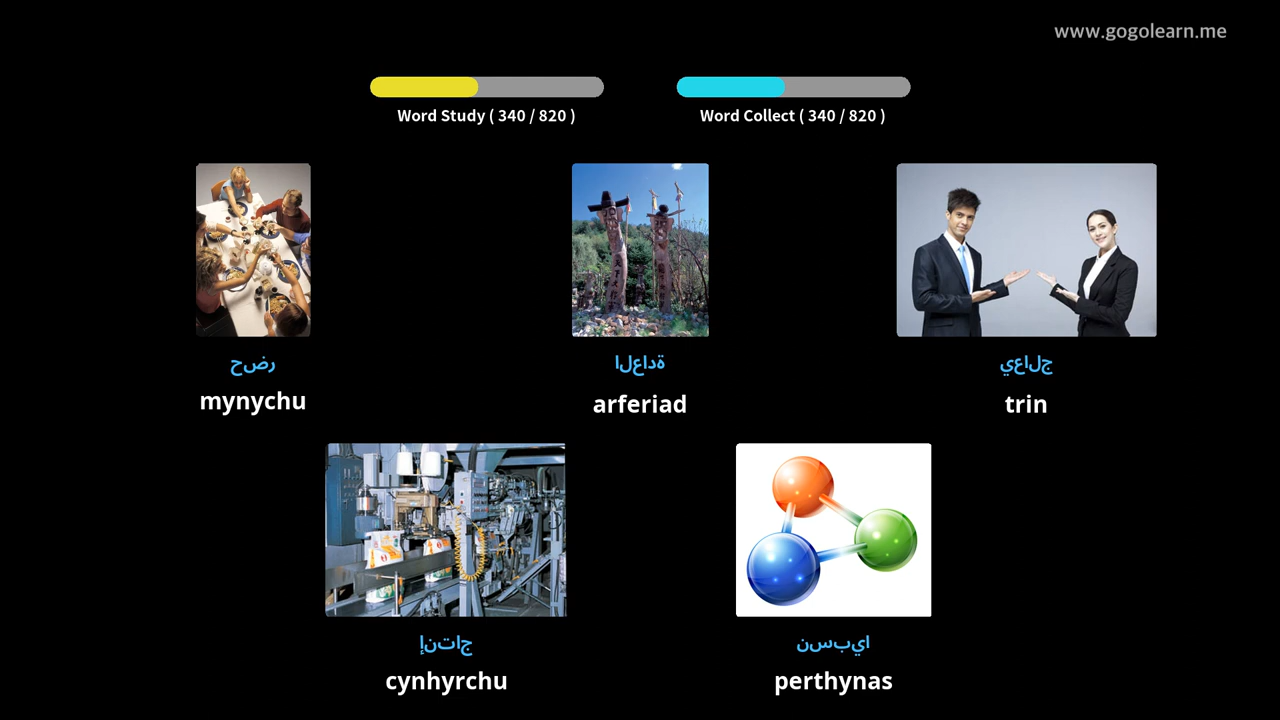 www.gogolearn.me
Word Study ( 340 / 820 )
Word Collect ( 340 / 820 )
حضر
mynychu
العادة
arferiad
يعالج
trin
إنتاج
cynhyrchu
نسبيا
perthynas